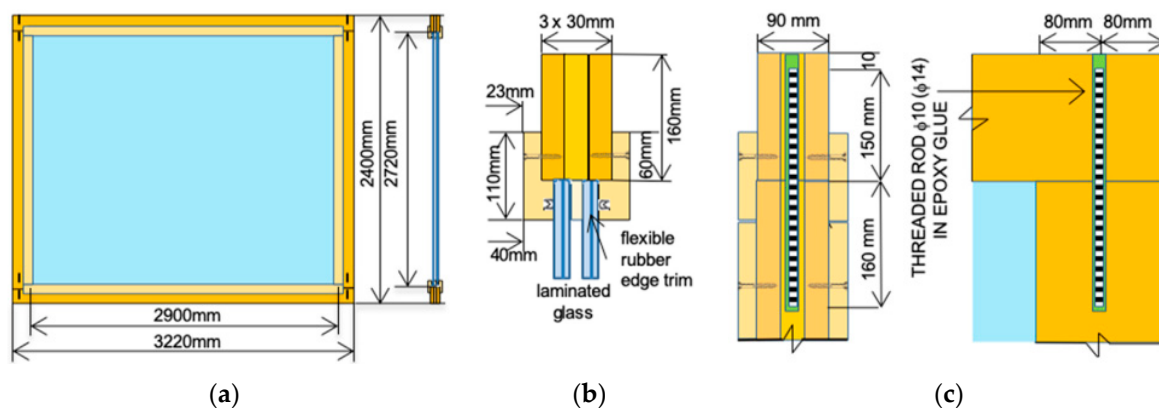 2400mm
2720mm
2900mm
3220mm
(a)
3 x 30mm
23mm
160mm
60mm
110mm
40mm
flexible
rubber
edge trim
laminated
glass
(b)
90 mm
10
150 mm
160 mm
80mm
80mm
THREADED ROD ϕ10 (ϕ14)
IN EPOXY GLUE
(c)